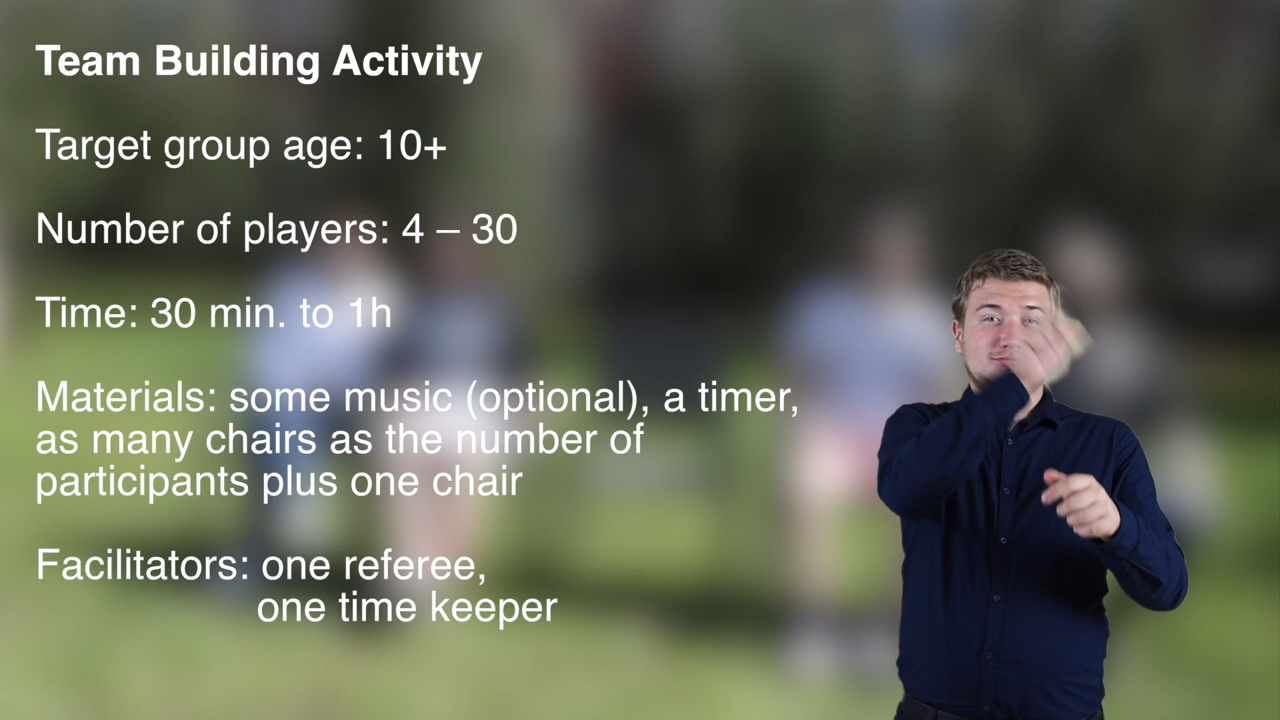 Team Building Activity
Target group age: 10+
Number of players: 4 – 30
Time: 30 min. to 1h
Materials: some music (optional), a timer,
as many chairs as the number of
participants plus one chair
Facilitators: one referee,
one time keeper